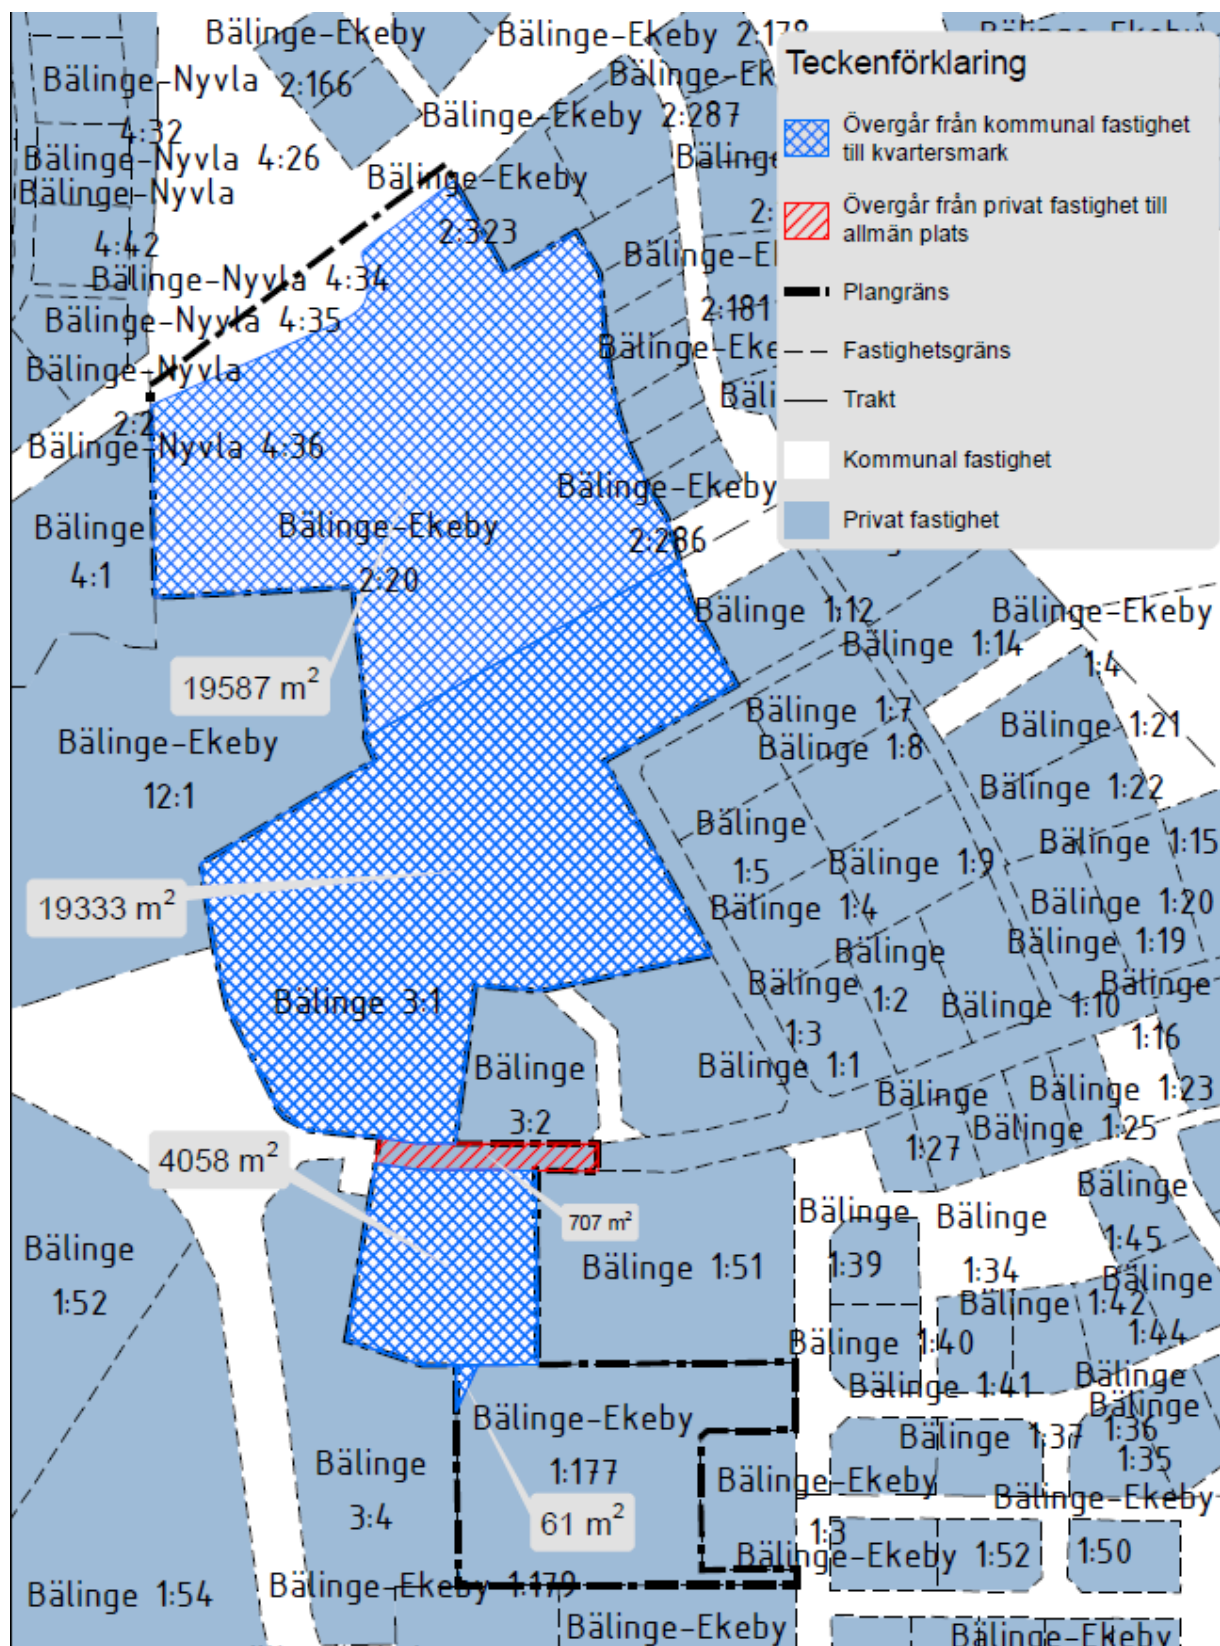 Bälinge-Ekeby
Bälinge-Ekeby 2:178
Teckenförklaring
Övergår från kommunal fastighet
till kvartersmark
Övergår från privat fastighet till
allmän plats
Plangräns
Fastighetsgräns
Trakt
Kommunal fastighet
Privat fastighet
Bälinge-Nyvla
2:166
4:32
Bälinge-Ekeby 2:287
Bälinge-Nyvla 4:26
Bälinge-Nyvla
Bälinge-Ekeby
2:323
4:42
Bälinge-Nyvla 4:34
Bälinge-Nyvla 4:35
2:181
Bälinge-Nyvla
2:2
Bälinge-Nyvla 4:36
Bälinge-Ekeby
2:286
Bälinge
4:1
Bälinge-Ekeby
2:20
Bälinge 1:12
Bälinge 1:14
Bälinge-Ekeby
1:4
19587 m²
Bälinge 1:7
Bälinge 1:8
Bälinge 1:21
Bälinge-Ekeby
12:1
Bälinge 1:22
Bälinge
1:5
Bälinge 1:9
Bälinge 1:15
19333 m²
Bälinge 1:4
Bälinge 1:20
Bälinge 1:19
Bälinge
1:2
Bälinge
1:3
Bälinge 1:10
Bälinge
1:16
Bälinge 3:1
Bälinge
3:2
Bälinge 1:1
Bälinge
1:27
Bälinge 1:23
Bälinge 1:25
4058 m²
707 m²
Bälinge
1:52
Bälinge 1:51
Bälinge
1:39
Bälinge
1:34
Bälinge
1:45
Bälinge
1:44
Bälinge 1:42
Bälinge 1:40
Bälinge 1:41
Bälinge
Bälinge
1:36
1:35
Bälinge 1:37
Bälinge-Ekeby
1:177
Bälinge
3:4
61 m²
Bälinge-Ekeby
1:3
Bälinge-Ekeby
Bälinge-Ekeby 1:52
1:50
Bälinge 1:54
Bälinge-Ekeby 1:179
Bälinge-Ekeby
Bälinge-Ekeby